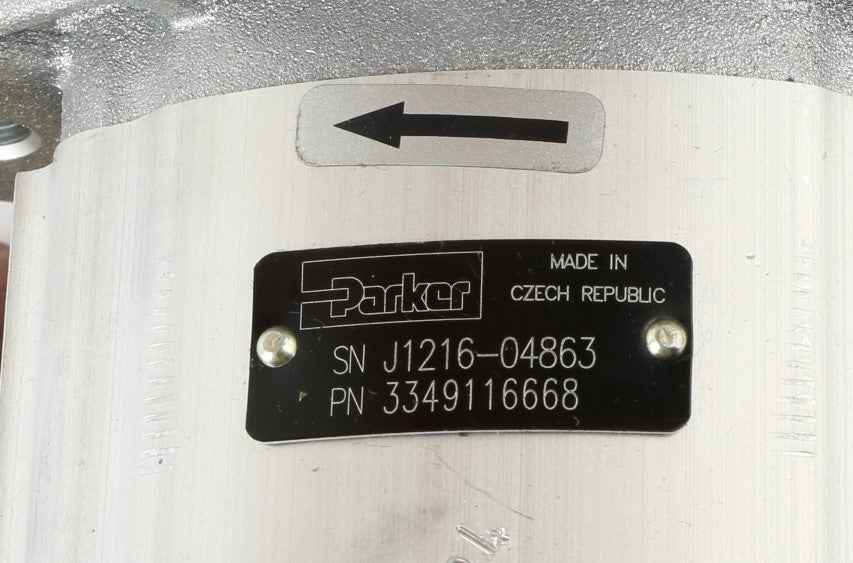 Parker
MADE IN
CZECH REPUBLIC
SN J1216-04863
PN 3349116668